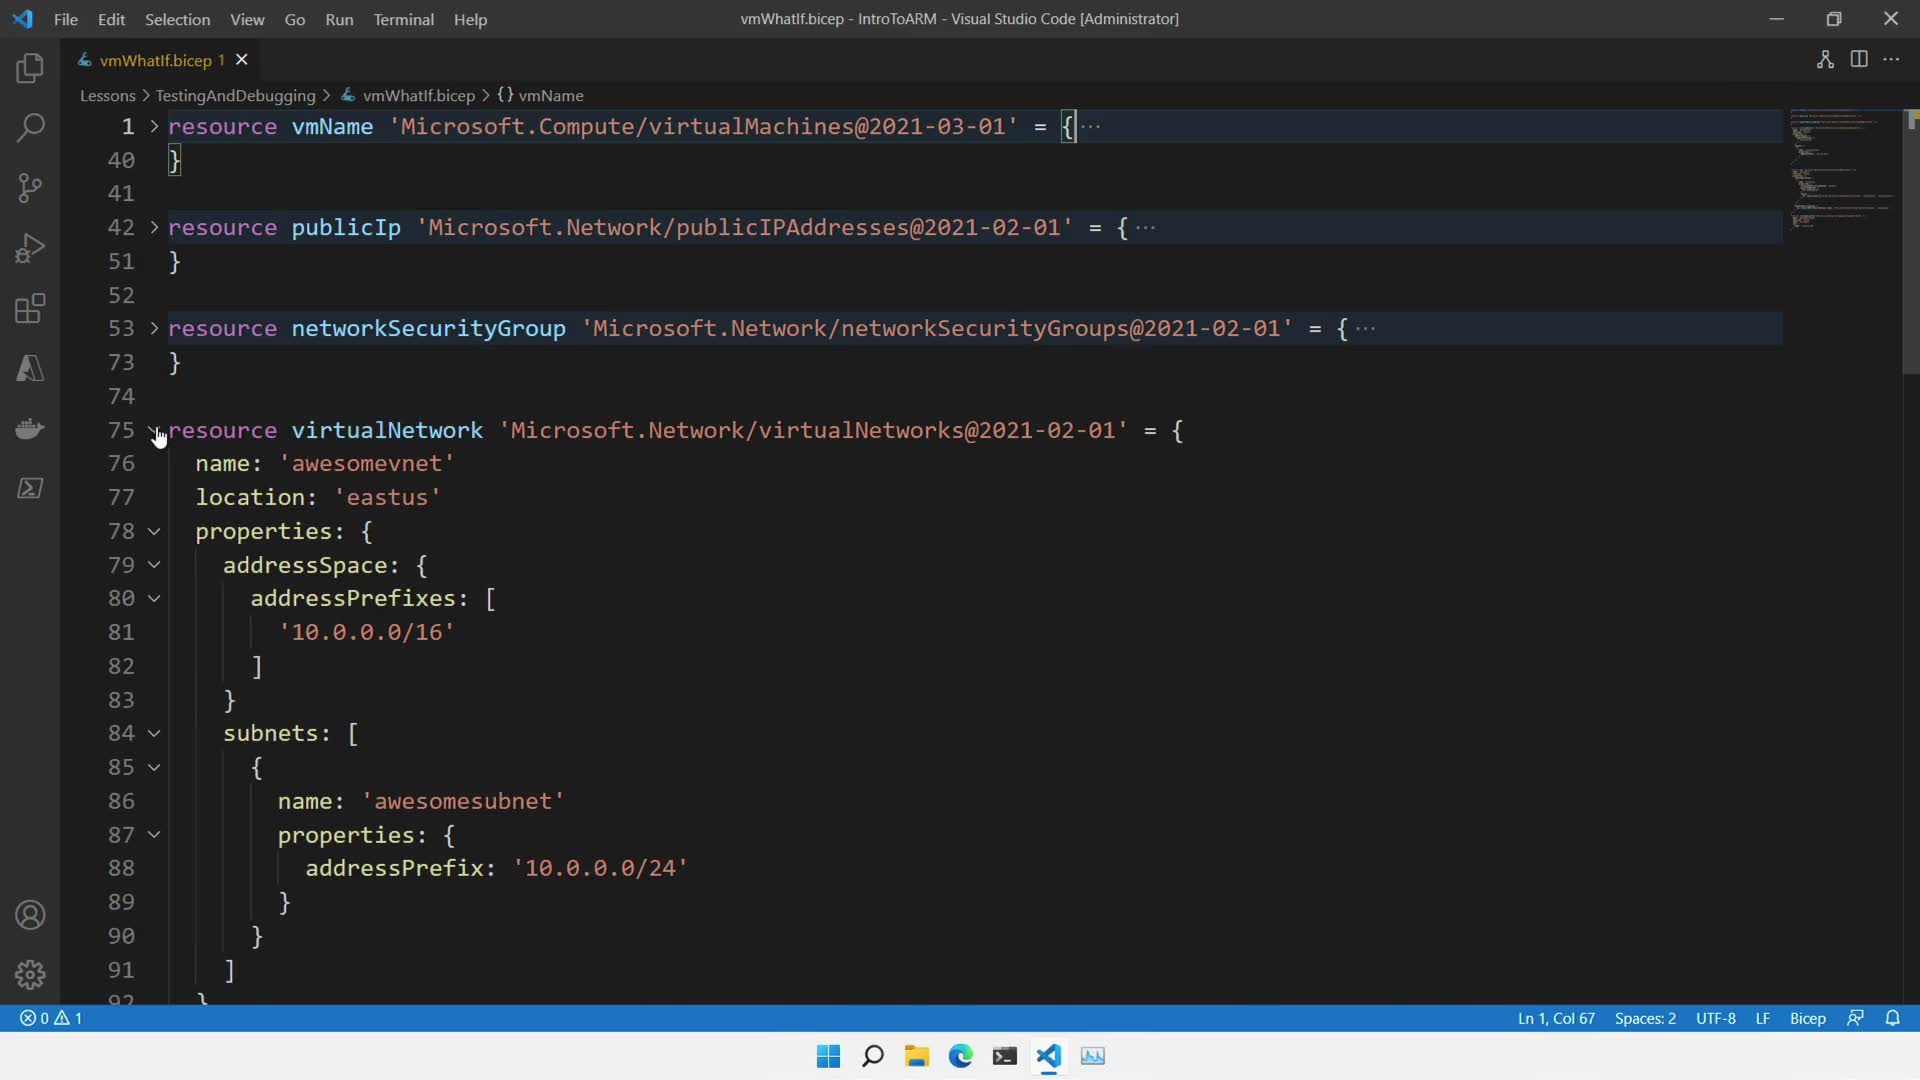 File Edit Selection View Go Run Terminal Help
vmWhatIf.bicep - IntroToARM - Visual Studio Code [Administrator]
vmWhatIf.bicep 1
Lessons > TestingAndDebugging > vmWhatIf.bicep > {} vmName
1 resource vmName 'Microsoft.Compute/virtualMachines@2021-03-01' = {···
40 }
41
42 resource publicIp 'Microsoft.Network/publicIPAddresses@2021-02-01' = {···
51 }
52
53 resource networkSecurityGroup 'Microsoft.Network/networkSecurityGroups@2021-02-01' = {···
73 }
74
75 resource virtualNetwork 'Microsoft.Network/virtualNetworks@2021-02-01' = {
76 name: 'awesomevnet'
77 location: 'eastus'
78 properties: {
79 addressSpace: {
80 addressPrefixes: [
81 '10.0.0.0/16'
82 ]
83 }
84 subnets: [
85 {
86 name: 'awesomesubnet'
87 properties: {
88 addressPrefix: '10.0.0.0/24'
89 }
90 }
91 ]
92 }
0 1
Ln 1, Col 67 Spaces: 2 UTF-8 LF Bicep